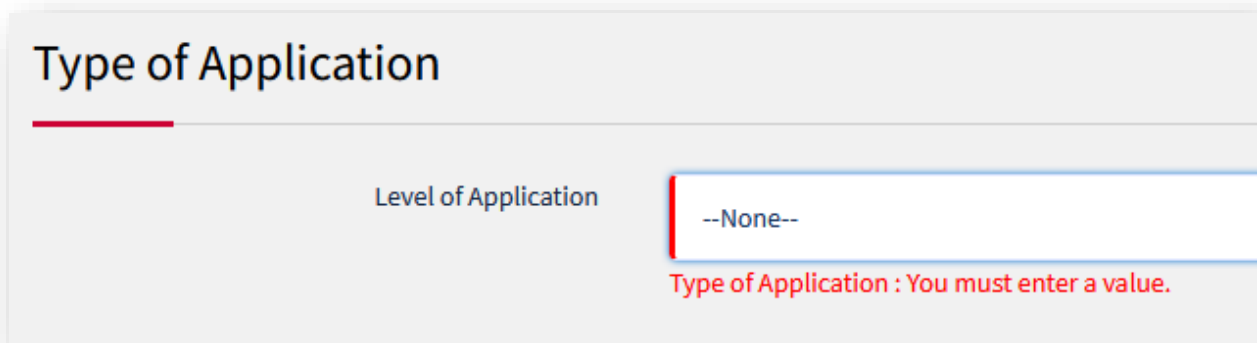 Type of Application
Level of Application
--None--
Type of Application : You must enter a value.